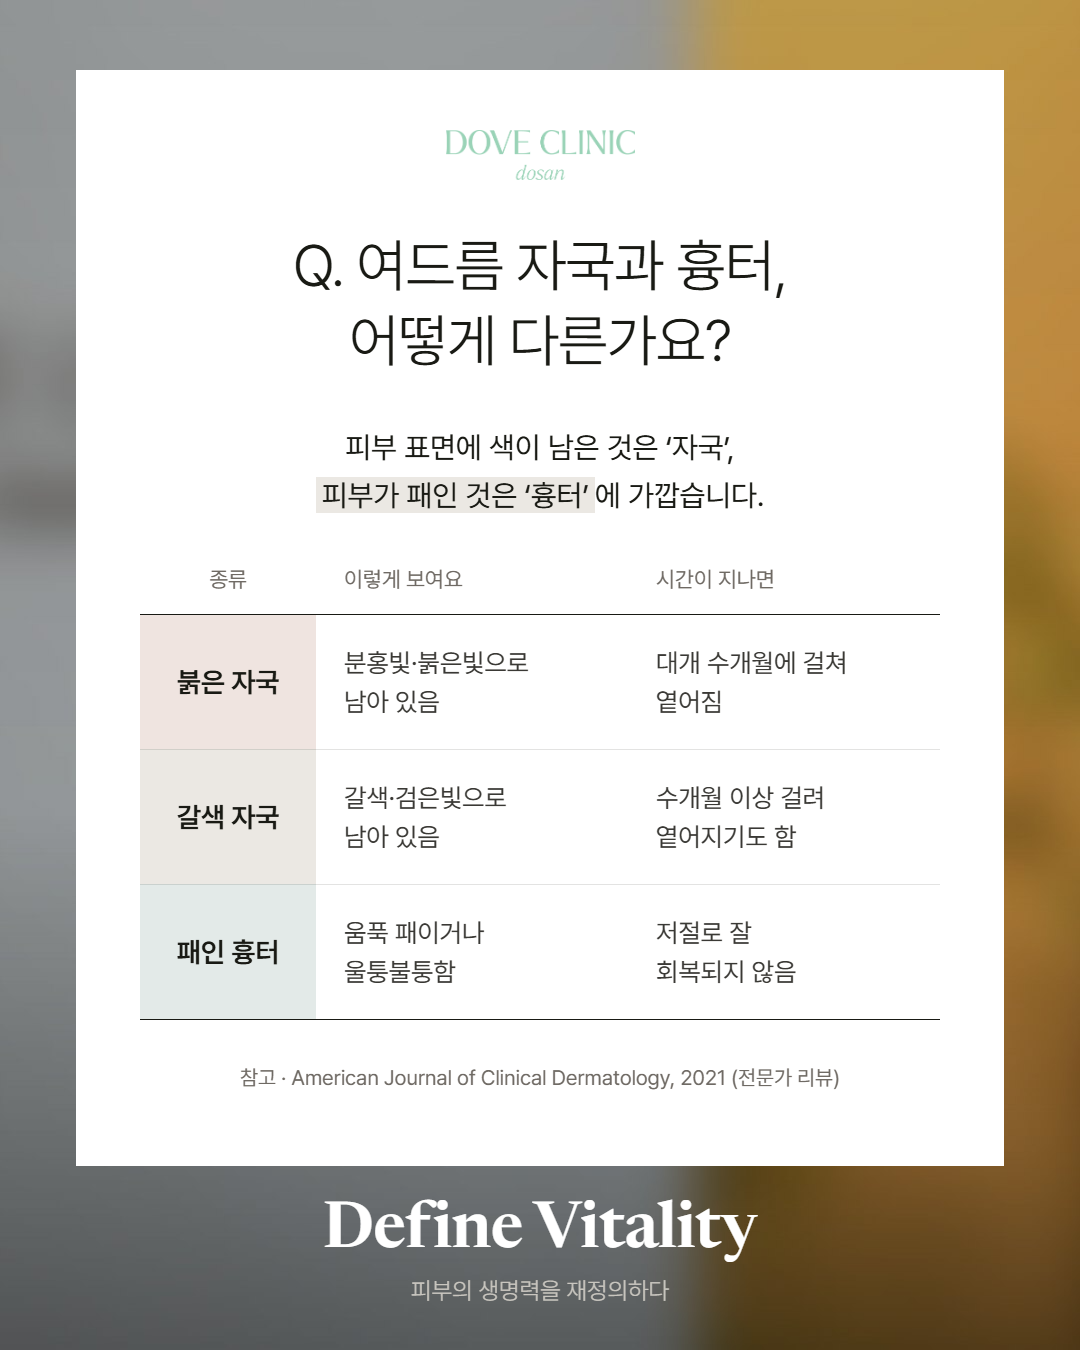 DOVE CLINIC
dosan
Q. 여드름 자국과 흉터,
어떻게 다른가요?
피부 표면에 색이 남은 것은 ‘자국’,
피부가 패인 것은 ‘흉터’에 가깝습니다.
종류 이렇게 보여요 시간이 지나면
붉은 자국
분홍빛·붉은빛으로
남아 있음
대개 수개월에 걸쳐
옅어짐
갈색 자국
갈색·검은빛으로
남아 있음
수개월 이상 걸려
옅어지기도 함
패인 흉터
움푹 패이거나
울퉁불퉁함
저절로 잘
회복되지 않음
참고 · American Journal of Clinical Dermatology, 2021 (전문가 리뷰)
Define Vitality
피부의 생명력을 재정의하다